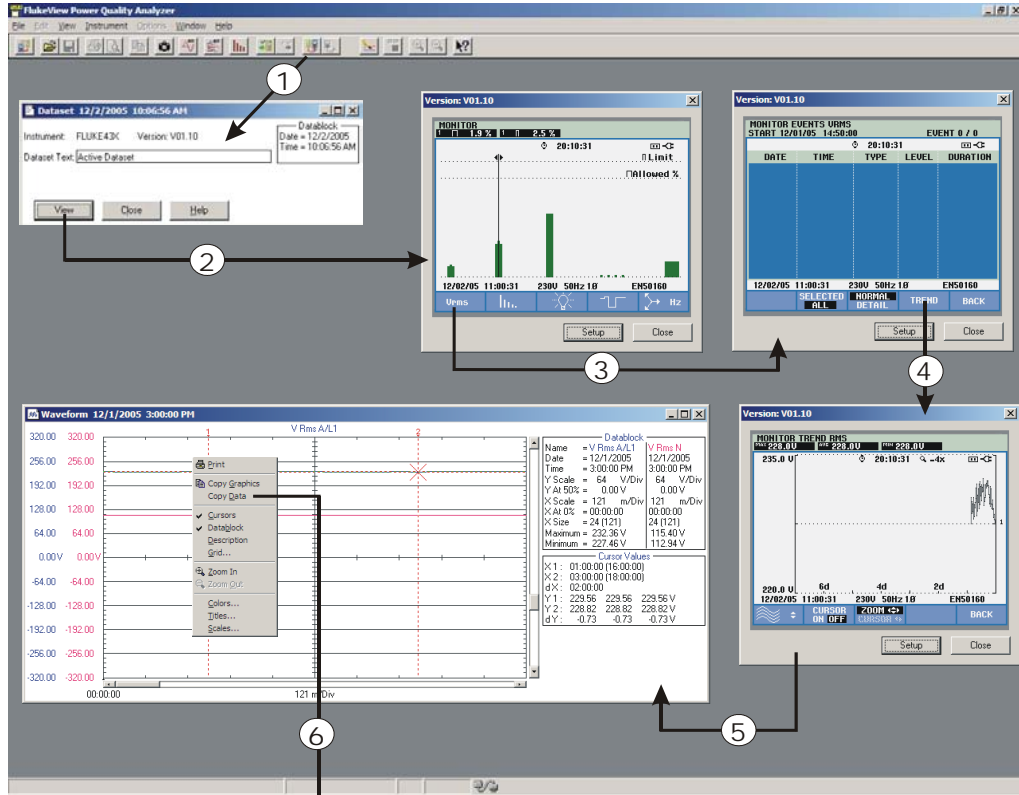 FlukeView Power Quality Analyzer
File Edit View Instrument Options Window Help
1
Dataset 12/2/2005 10:06:56 AM
Instrument: FLUKE43X Version: V01.10
Dataset Text: Active Dataset
Datablock
Date = 12/2/2005
Time = 10:06:56 AM
View Close Help
2
Version: V01.10
MONITOR
1.9 % 2.5 %
20:10:31
Limit
Allowed %
12/02/05 11:00:31 230V 50Hz 1Ø EN50160
Vrms Hz
Setup Close
3
Version: V01.10
MONITOR EVENTS VRMS
START 12/01/05 14:50:00 EVENT 0 / 0
20:10:31
DATE TIME TYPE LEVEL DURATION
12/02/05 11:00:31 230V 50Hz 1Ø EN50160
SELECTED ALL NORMAL DETAIL TREND BACK
Setup Close
4
Version: V01.10
MONITOR TREND RMS
MAX 228.0U AVG 228.0U MIN 228.0U
235.0 U 20:10:31 -4x
1
220.0 U 6d 4d 2d
12/02/05 11:00:31 230V 50Hz 1Ø EN50160
CURSOR ON OFF ZOOM CURSOR BACK
Setup Close
5
Waveform 12/1/2005 3:00:00 PM
V Rms A/L1
1 2
320.00 320.00
256.00 256.00
192.00 192.00
128.00 128.00
64.00 64.00
0.00 V 0.00 V
-64.00 -64.00
-128.00 -128.00
-192.00 -192.00
-256.00 -256.00
-320.00 -320.00
00:00:00 121 m/Div
Print
Copy Graphics
Copy Data
Cursors
Datablock
Description
Grid...
Zoom In
Zoom Out
Colors...
Titles...
Scales...
Datablock
Name = V Rms A/L1 V Rms N
Date = 12/1/2005 12/1/2005
Time = 3:00:00 PM 3:00:00 PM
Y Scale = 64 V/Div 64 V/Div
Y At 50% = 0.00 V 0.00 V
X Scale = 121 m/Div 121 m/Div
X At 0% = 00:00:00 00:00:00
X Size = 24 (121) 24 (121)
Maximum = 232.36 V 115.40 V
Minimum = 227.46 V 112.94 V
Cursor Values
X1: 01:00:00 (16:00:00)
X2: 03:00:00 (18:00:00)
dX: 02:00:00
Y1: 229.56 229.56 229.56 V
Y2: 228.82 228.82 228.82 V
dY: -0.73 -0.73 -0.73 V
6